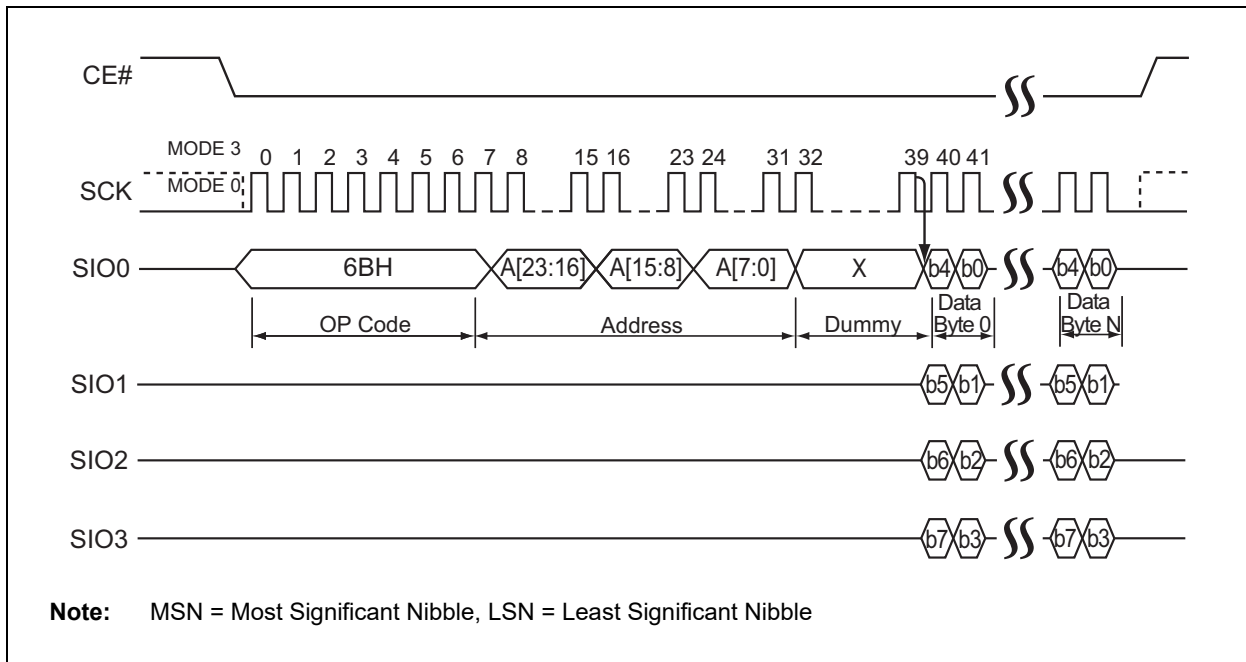 CE#
MODE 3
0 1 2 3 4 5 6 7 8 15 16 23 24 31 32 39 40 41
SCK
MODE 0
SIO0
6BH
A[23:16]
A[15:8]
A[7:0]
X
b4 b0
b4 b0
OP Code
Address
Dummy
Data
Byte 0
Data
Byte N
SIO1
b5 b1
b5 b1
SIO2
b6 b2
b6 b2
SIO3
b7 b3
b7 b3
Note: MSN = Most Significant Nibble, LSN = Least Significant Nibble